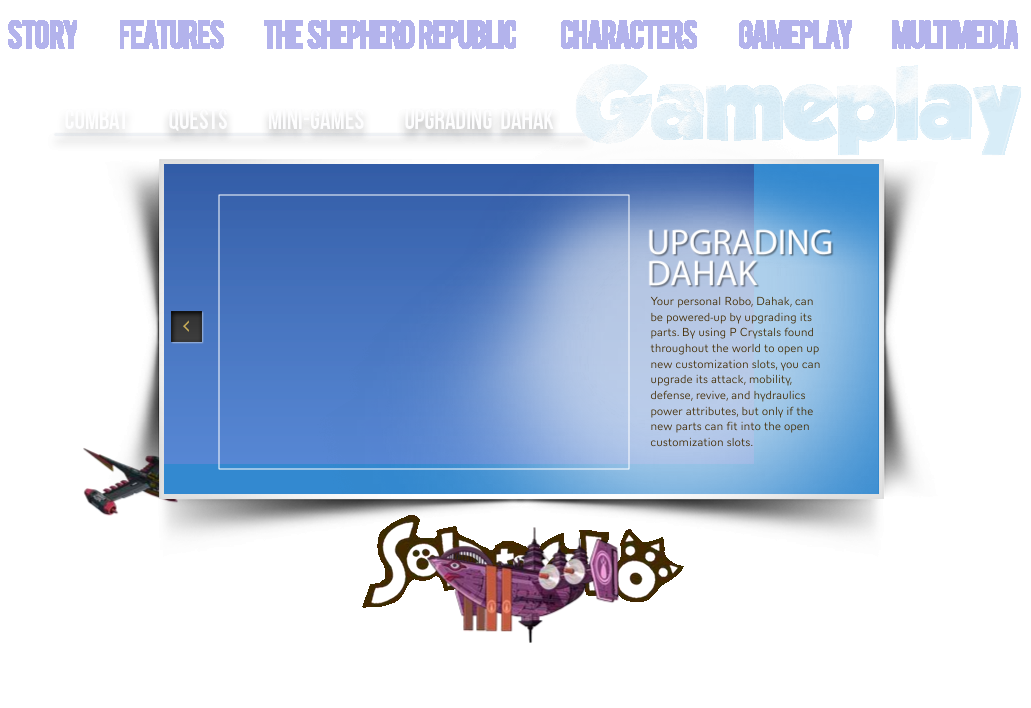 STORY FEATURES THE SHEPHERD REPUBLIC CHARACTERS GAMEPLAY MULTIMEDIA
Gameplay
COMBAT QUESTS MINI-GAMES UPGRADING DAHAK
UPGRADING
DAHAK
Your personal Robo, Dahak, can
be powered-up by upgrading its
parts. By using P Crystals found
throughout the world to open up
new customization slots, you can
upgrade its attack, mobility,
defense, revive, and hydraulics
power attributes, but only if the
new parts can fit into the open
customization slots.